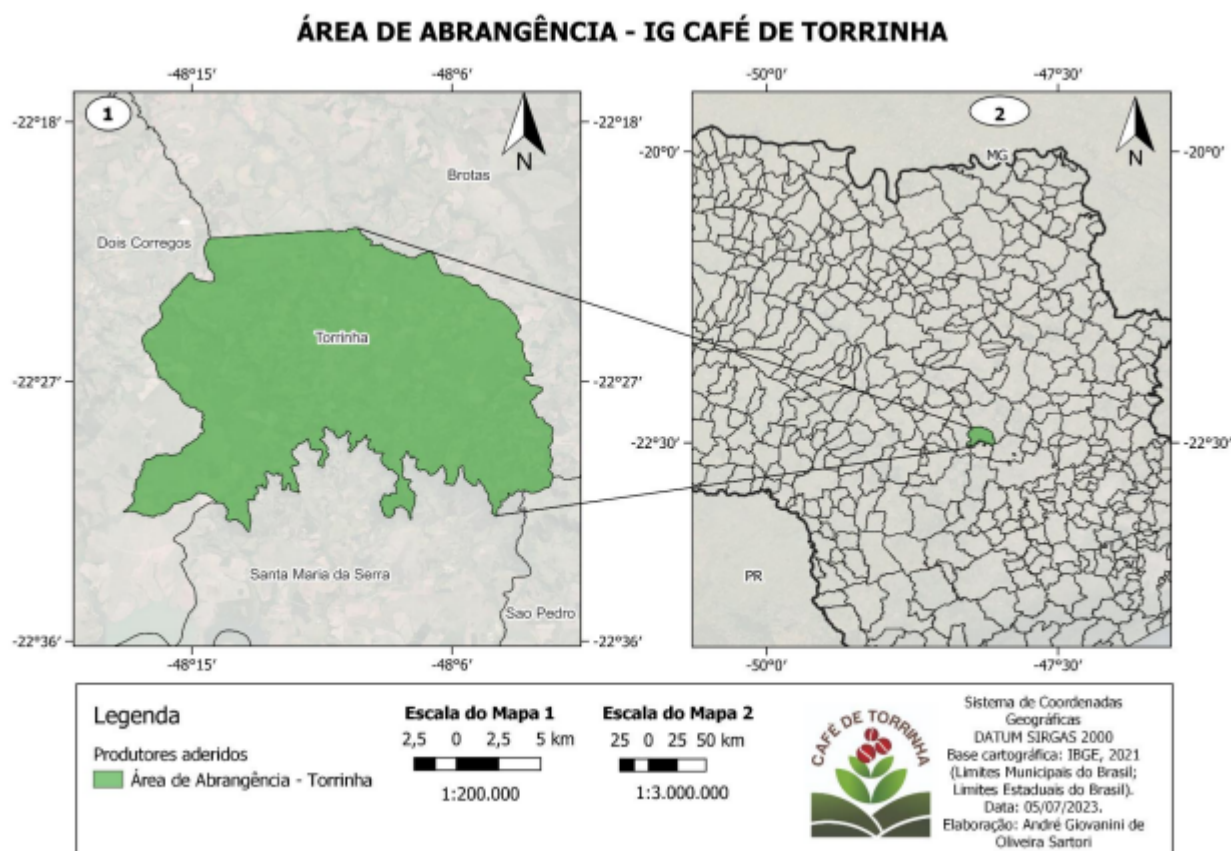 ÁREA DE ABRANGÊNCIA - IG CAFÉ DE TORRINHA
-48°15'
-48°6'
-22°18'
-22°18'
1
N
Brotas
Dois Corregos
Torrinha
-22°27'
-22°27'
Santa Maria da Serra
Sao Pedro
-22°36'
-22°36'
-48°15'
-48°6'
-50°0'
-47°30'
2
N
-20°0'
-20°0'
MG
-22°30'
-22°30'
PR
-50°0'
-47°30'
Legenda
Produtores aderidos
Área de Abrangência - Torrinha
Escala do Mapa 1
2,5 0 2,5 5 km
1:200.000
Escala do Mapa 2
25 0 25 50 km
1:3.000.000
CAFÉ DE TORRINHA
Sistema de Coordenadas
Geográficas
DATUM SIRGAS 2000
Base cartográfica: IBGE, 2021
(Limites Municipais do Brasil;
Limites Estaduais do Brasil).
Data: 05/07/2023.
Elaboração: André Giovanini de
Oliveira Sartori